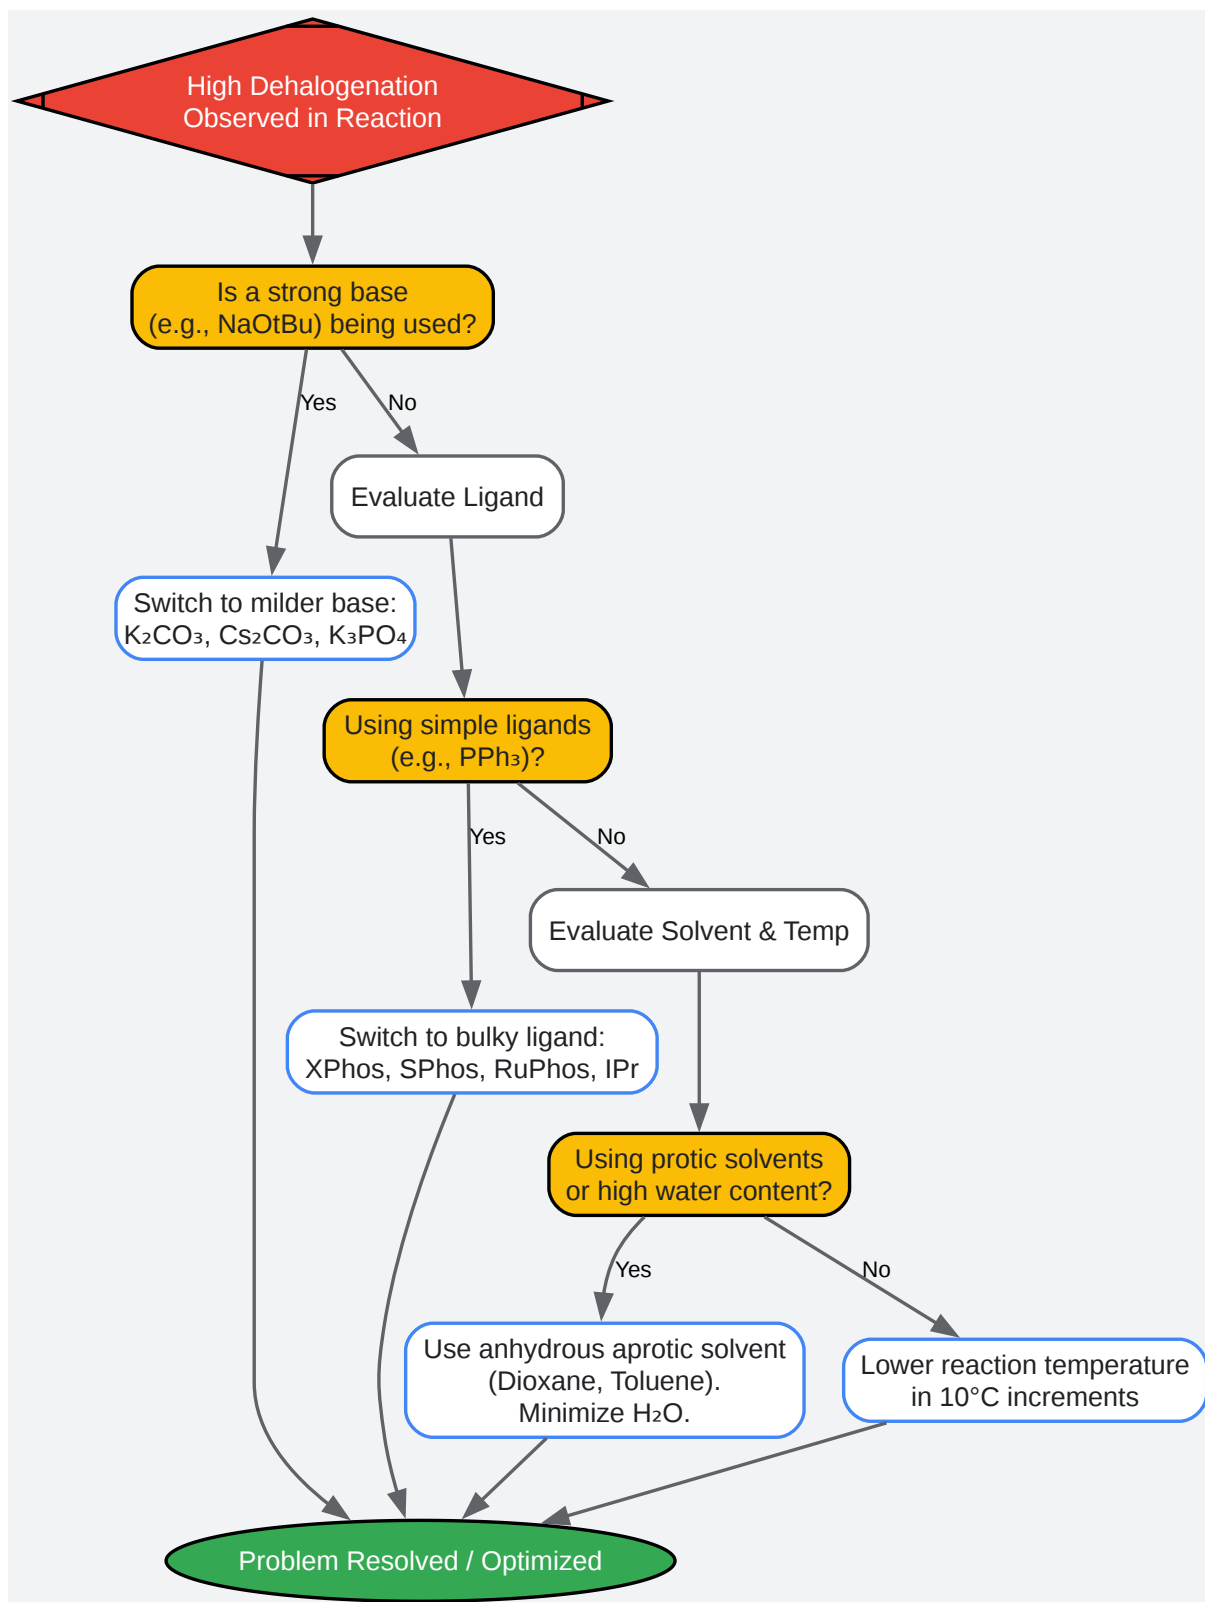 High Dehalogenation
Observed in Reaction
Is a strong base
(e.g., NaOtBu) being used?
Yes
No
Evaluate Ligand
Switch to milder base:
K₂CO₃, Cs₂CO₃, K₃PO₄
Using simple ligands
(e.g., PPh₃)?
Yes
No
Evaluate Solvent & Temp
Switch to bulky ligand:
XPhos, SPhos, RuPhos, IPr
Using protic solvents
or high water content?
Yes
No
Use anhydrous aprotic solvent
(Dioxane, Toluene).
Minimize H₂O.
Lower reaction temperature
in 10°C increments
Problem Resolved / Optimized